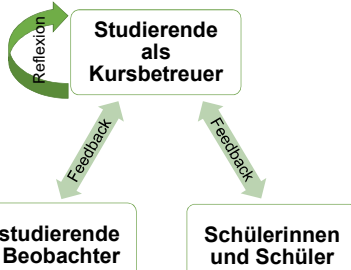 Studierende
als
Kursbetreuer
Reflexion
Feedback
Feedback
studierende
Beobachter
Schülerinnen
und Schüler